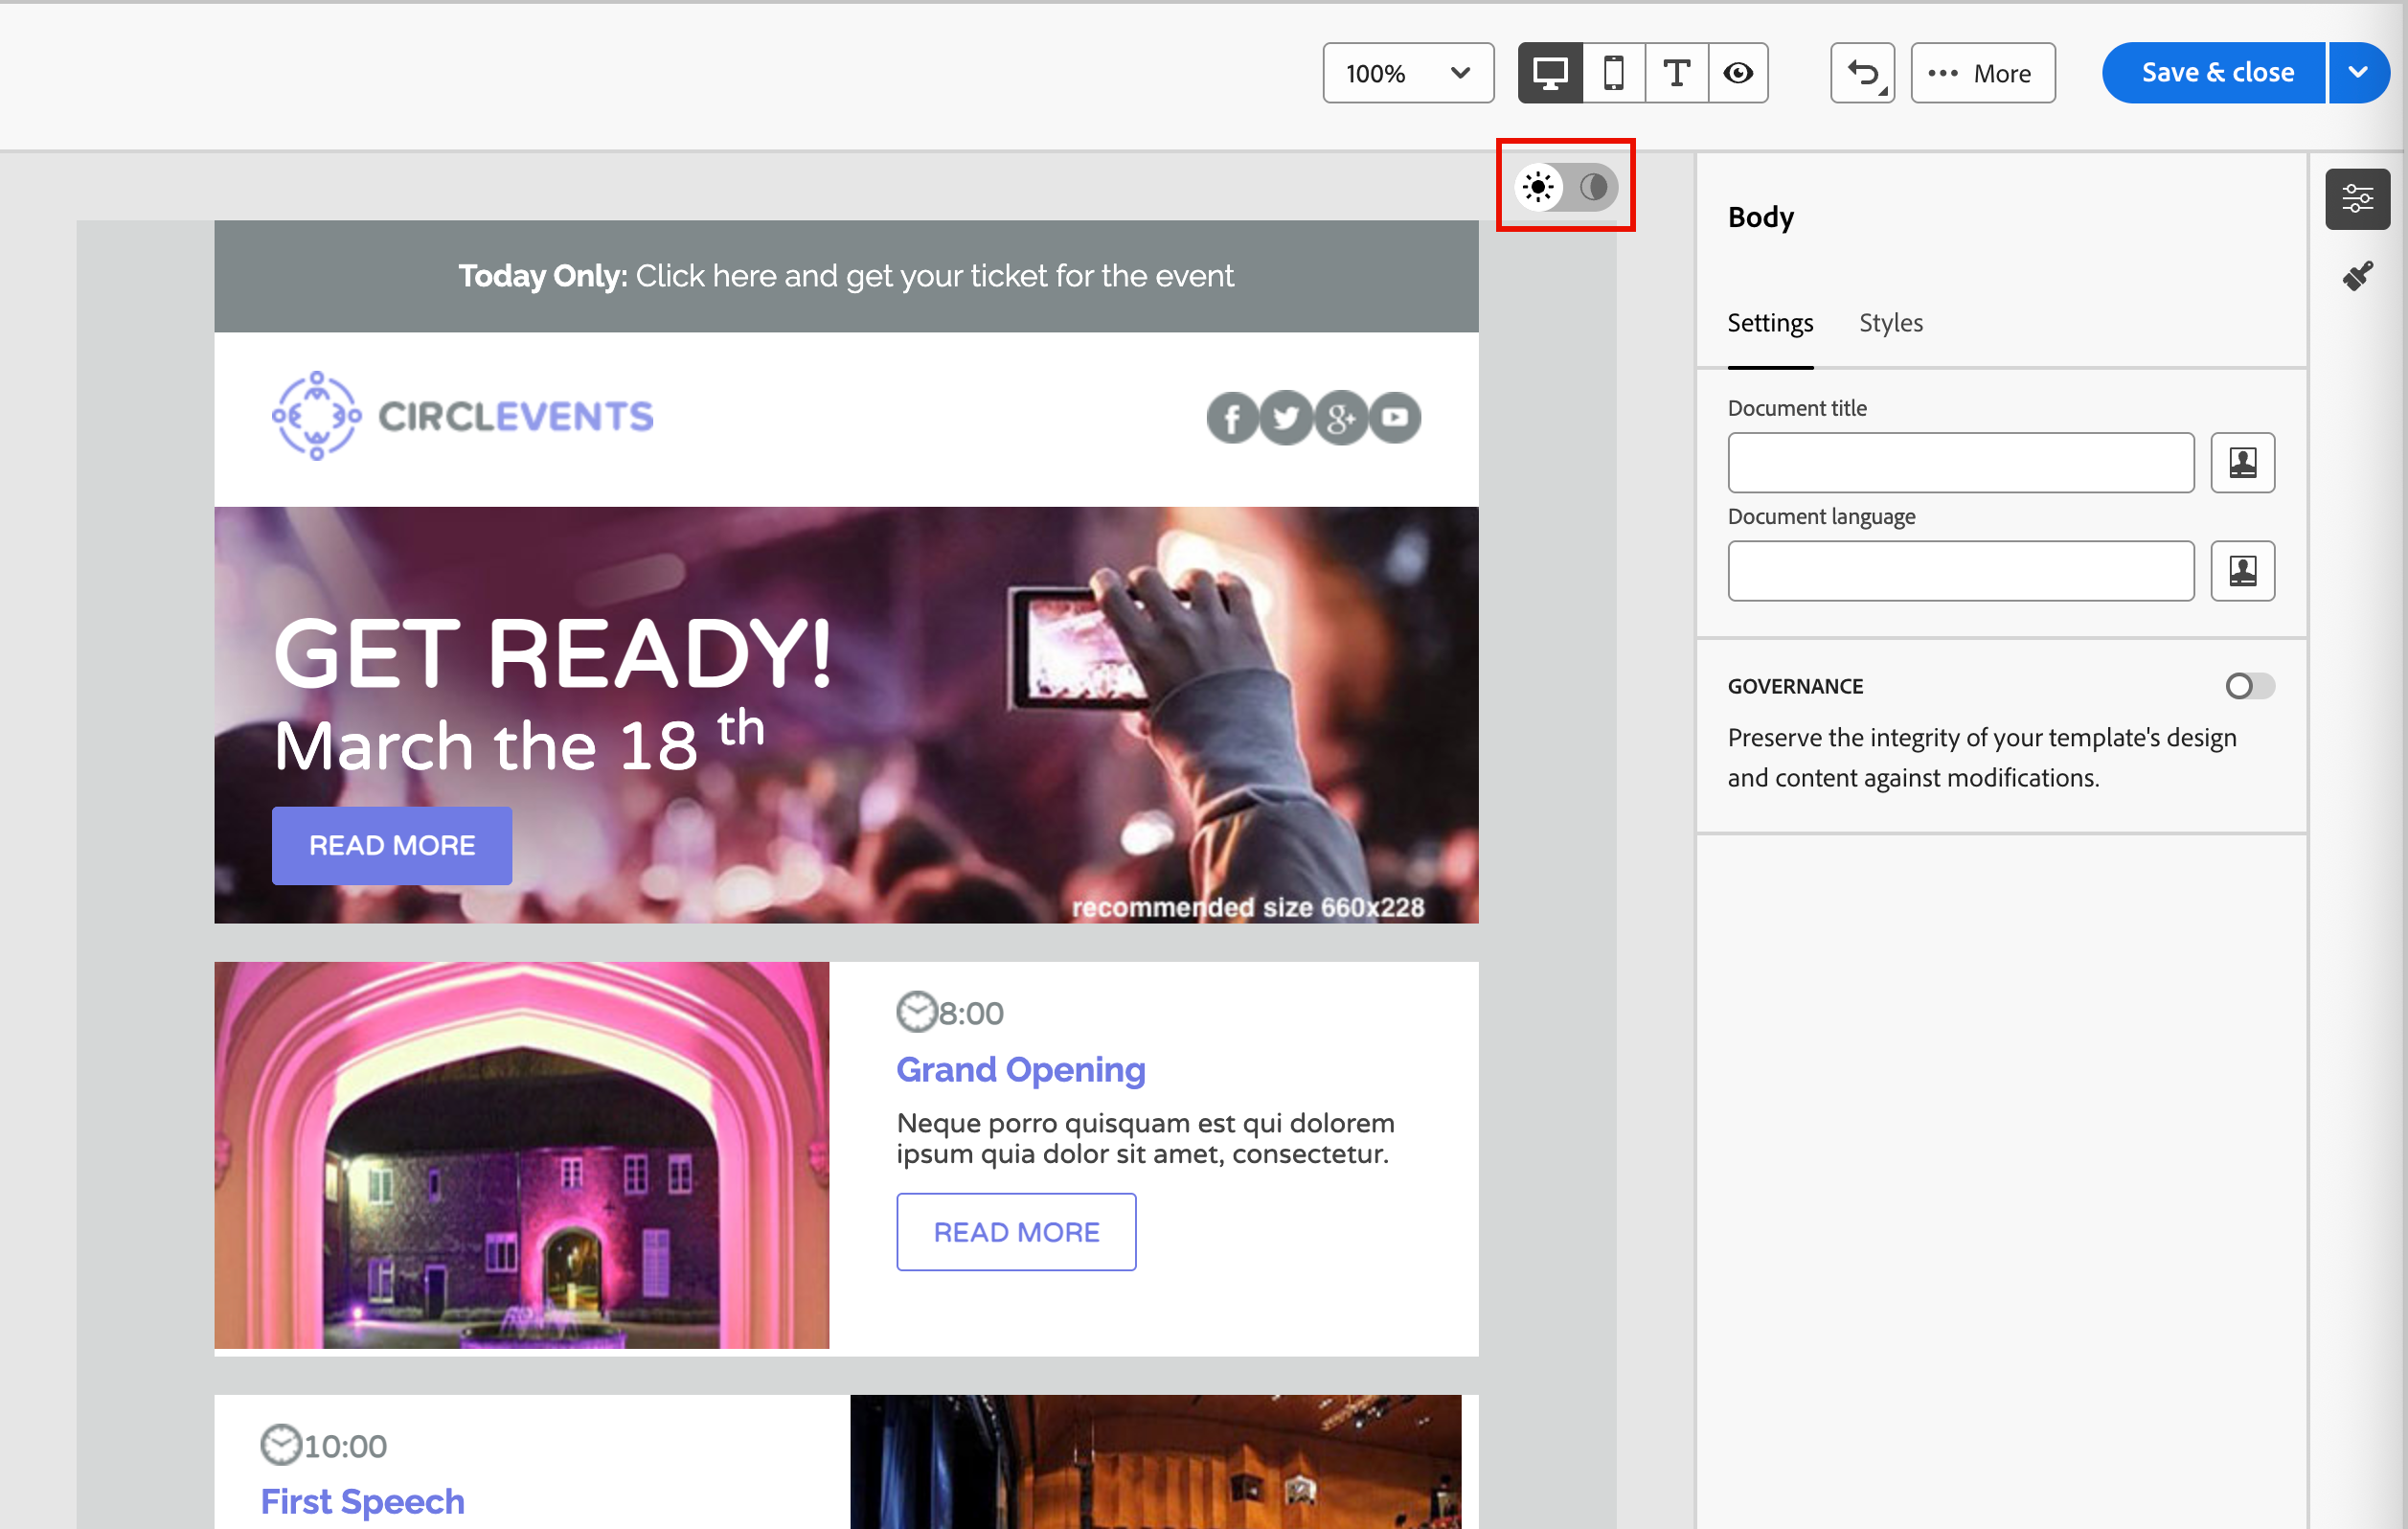 100%
More
Save & close
Today Only: Click here and get your ticket for the event
CIRCLEVENTS
GET READY!
March the 18 th
READ MORE
recommended size 660x228
8:00
Grand Opening
Neque porro quisquam est qui dolorem
ipsum quia dolor sit amet, consectetur.
READ MORE
10:00
First Speech
Body
Settings
Styles
Document title
Document language
GOVERNANCE
Preserve the integrity of your template's design
and content against modifications.